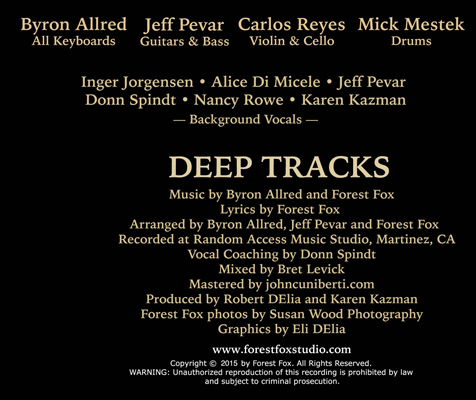 Byron Allred Jeff Pevar Carlos Reyes Mick Mestek
All Keyboards Guitars & Bass Violin & Cello Drums
Inger Jorgensen • Alice Di Micele • Jeff Pevar
Donn Spindt • Nancy Rowe • Karen Kazman
— Background Vocals —
DEEP TRACKS
Music by Byron Allred and Forest Fox
Lyrics by Forest Fox
Arranged by Byron Allred, Jeff Pevar and Forest Fox
Recorded at Random Access Music Studio, Martinez, CA
Vocal Coaching by Donn Spindt
Mixed by Bret Levick
Mastered by johncuniberti.com
Produced by Robert DElia and Karen Kazman
Forest Fox photos by Susan Wood Photography
Graphics by Eli DElia
www.forestfoxstudio.com
Copyright © 2015 by Forest Fox. All Rights Reserved.
WARNING: Unauthorized reproduction of this recording is prohibited by law
and subject to criminal prosecution.